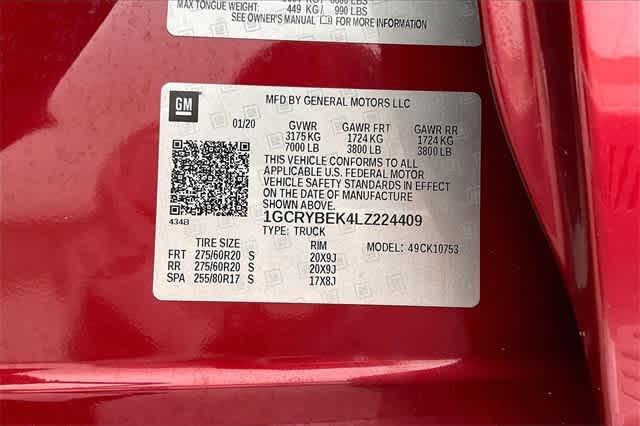 MAX TONGUE WEIGHT: 449 KG/ 990 LBS
SEE OWNER'S MANUAL FOR MORE INFORMATION
GM
MFD BY GENERAL MOTORS LLC
01/20 GVWR GAWR FRT GAWR RR
3175 KG 1724 KG 1724 KG
7000 LB 3800 LB 3800 LB
THIS VEHICLE CONFORMS TO ALL
APPLICABLE U.S. FEDERAL MOTOR
VEHICLE SAFETY STANDARDS IN EFFECT
ON THE DATE OF MANUFACTURE
SHOWN ABOVE.
434B 1GCRYBEK4LZ224409
TYPE: TRUCK
TIRE SIZE RIM MODEL: 49CK10753
FRT 275/60R20 S 20X9J
RR 275/60R20 S 20X9J
SPA 255/80R17 S 17X8J